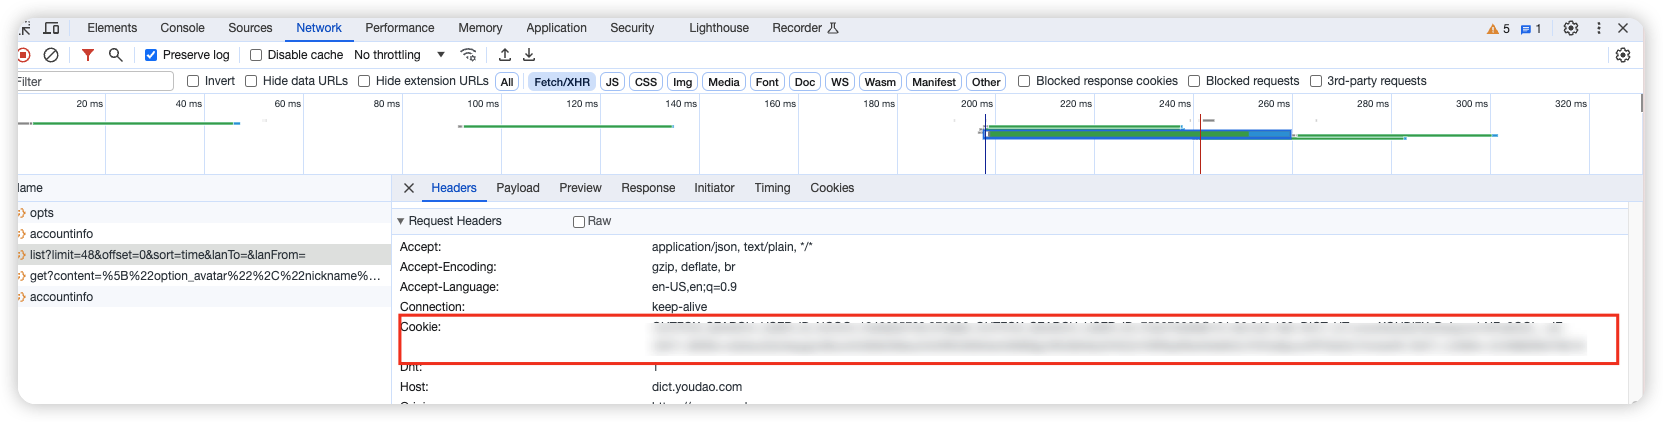 Elements Console Sources Network Performance Memory Application Security Lighthouse Recorder 5 1
Preserve log Disable cache No throttling
Filter Invert Hide data URLs Hide extension URLs All Fetch/XHR JS CSS Img Media Font Doc WS Wasm Manifest Other Blocked response cookies Blocked requests 3rd-party requests
20 ms 40 ms 60 ms 80 ms 100 ms 120 ms 140 ms 160 ms 180 ms 200 ms 220 ms 240 ms 260 ms 280 ms 300 ms 320 ms
lame Headers Payload Preview Response Initiator Timing Cookies
opts
accountinfo
list?limit=48&offset=0&sort=time&lanTo=&lanFrom=
get?content=%5B%22option_avatar%22%2C%22nickname%...
accountinfo
Request Headers Raw
Accept: application/json, text/plain, */*
Accept-Encoding: gzip, deflate, br
Accept-Language: en-US,en;q=0.9
Connection: keep-alive
Cookie:
Dnt: 1
Host: dict.youdao.com